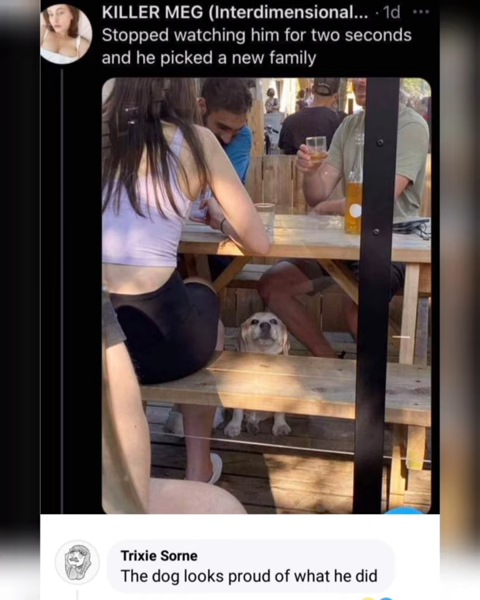 KILLER MEG (Interdimensional... · 1d ...
Stopped watching him for two seconds
and he picked a new family
Trixie Sorne
The dog looks proud of what he did